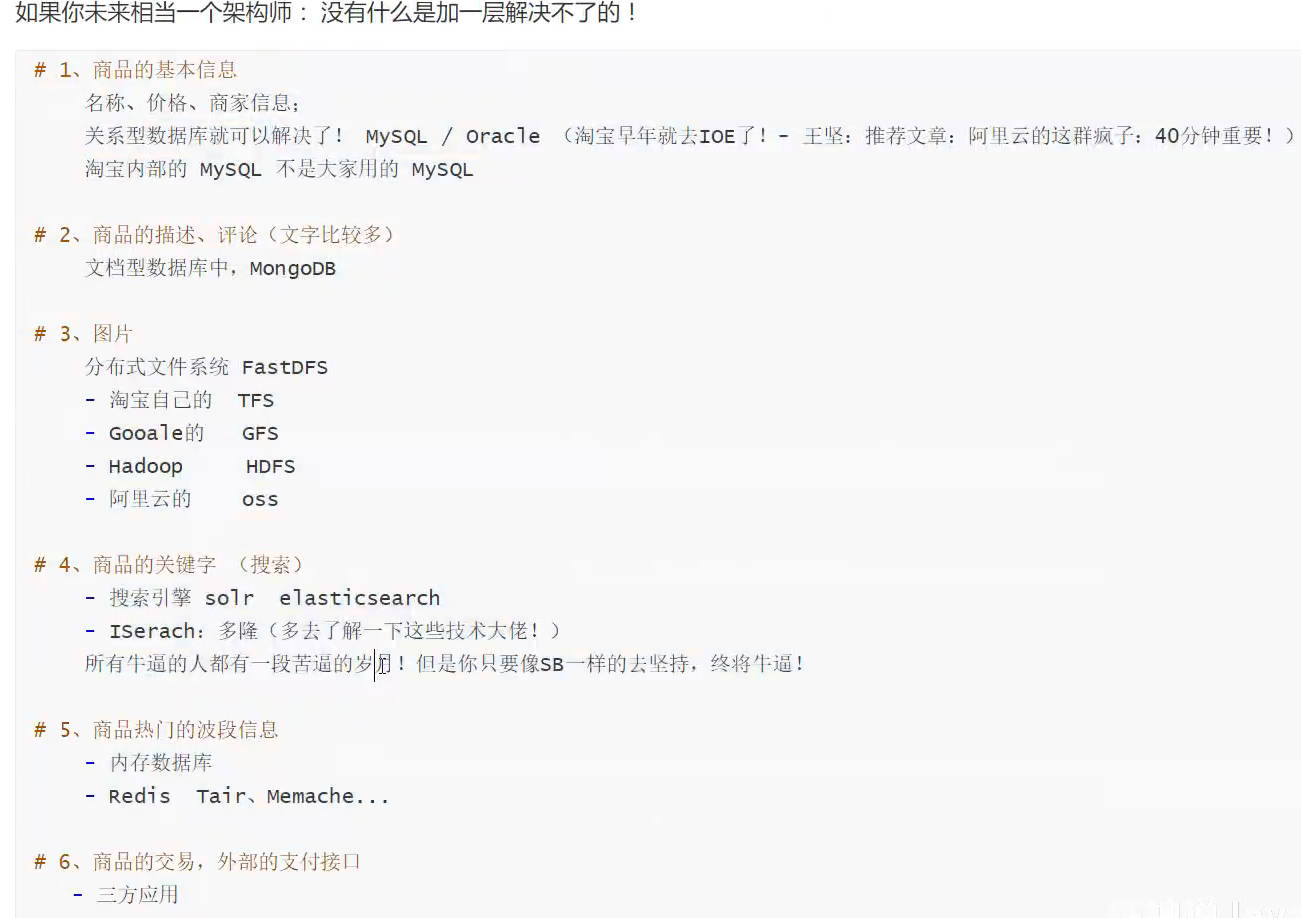 如果你未来相当一个架构师： 没有什么是加一层解决不了的！
# 1、商品的基本信息
名称、价格、商家信息;
关系型数据库就可以解决了！ MySQL / Oracle （淘宝早年就去IOE了！- 王坚：推荐文章：阿里云的这群疯子：40分钟重要！）
淘宝内部的 MySQL 不是大家用的 MySQL
# 2、商品的描述、评论（文字比较多）
文档型数据库中，MongoDB
# 3、图片
分布式文件系统 FastDFS
- 淘宝自己的 TFS
- Gooale的 GFS
- Hadoop HDFS
- 阿里云的 oss
# 4、商品的关键字 （搜索）
- 搜索引擎 solr elasticsearch
- ISerach：多隆（多去了解一下这些技术大佬！）
所有牛逼的人都有一段苦逼的岁月！但是你只要像SB一样的去坚持，终将牛逼！
# 5、商品热门的波段信息
- 内存数据库
- Redis Tair、Memache...
# 6、商品的交易，外部的支付接口
- 三方应用